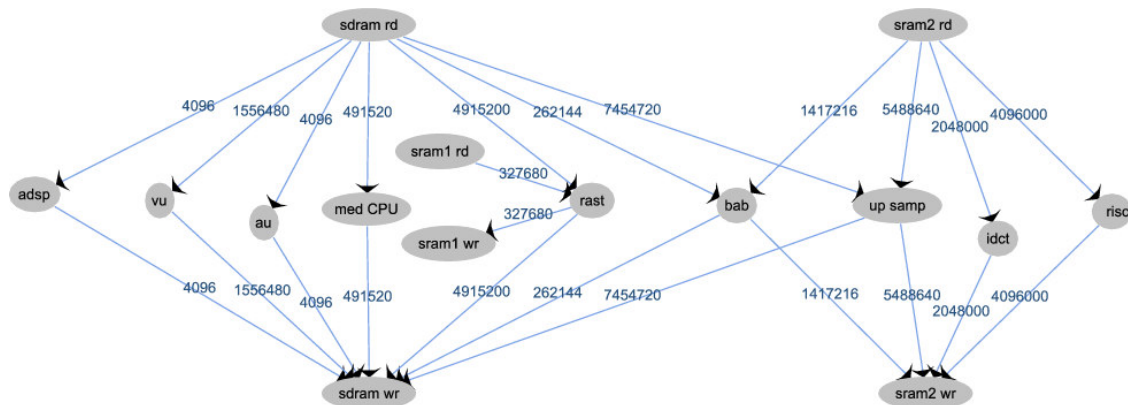 sdram rd
sram2 rd
4096
1556480
4096
491520
4915200
262144
7454720
1417216
5488640
2048000
4096000
sram1 rd
327680
adsp
vu
au
med CPU
rast
bab
up samp
idct
risc
327680
sram1 wr
4096
1556480
4096
491520
4915200
262144
7454720
1417216
5488640
2048000
4096000
sdram wr
sram2 wr